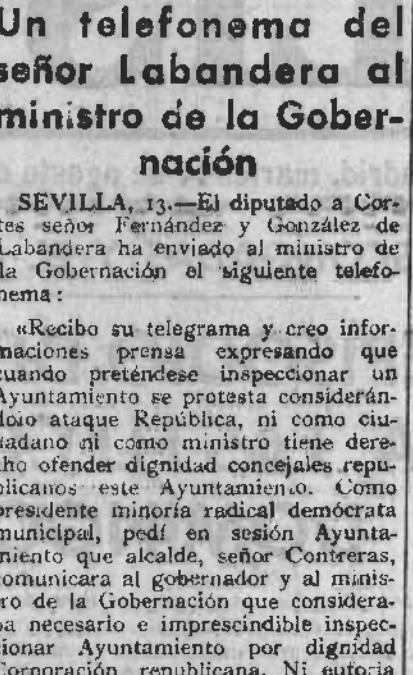 Un telefonema del
señor Labandera al
ministro de la Gober-
nación
SEVILLA, 13.—El diputado a Cor-
tes señor Fernández y González de
Labandera ha enviado al ministro de
la Gobernación el siguiente telefo-
nema:
«Recibo su telegrama y creo infor-
maciones prensa expresando que
cuando preténdese inspeccionar un
Ayuntamiento se protesta considerán-
dolo ataque República, ni como ciu-
dadano ni como ministro tiene dere-
cho ofender dignidad concejales repu-
blicanos este Ayuntamiento. Como
presidente minoría radical demócrata
municipal, pedí en sesión Ayunta-
miento que alcalde, señor Contreras,
comunicara al gobernador y al minis-
tro de la Gobernación que considera-
ba necesario e imprescindible inspec-
cionar Ayuntamiento por dignidad
Corporación republicana. Ni euforia